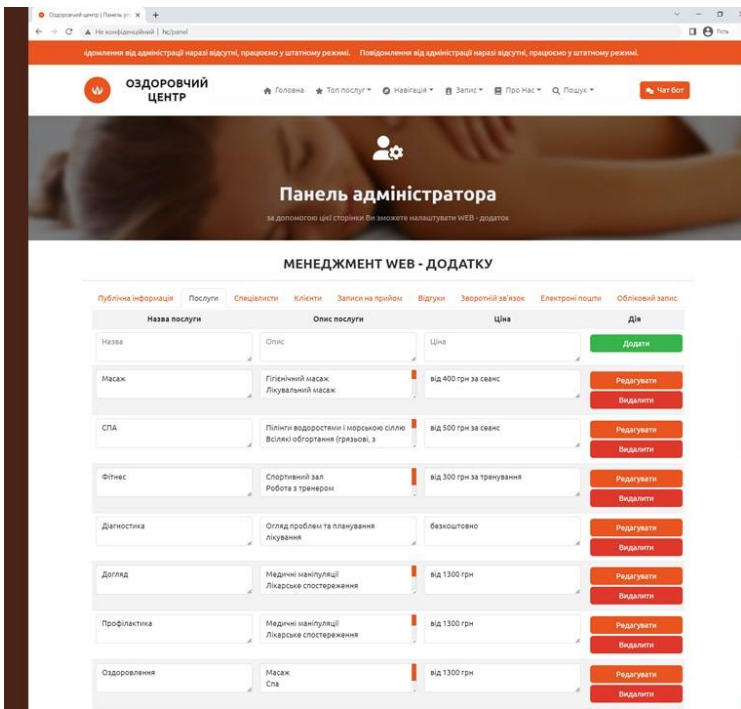 Оздоровчий центр | Панель уп
Не конфіденційний | hc/panel
Гість
ідомлення від адміністрації наразі відсутні, працюємо у штатному режимі. Повідомлення від адміністрації наразі відсутні, працюємо у штатному режимі.
ОЗДОРОВЧИЙ
ЦЕНТР
Головна Топ послуг Навігація Запис Про Нас Пошук Чат бот
Панель адміністратора
за допомогою цієї сторінки Ви зможете налаштувати WEB - додаток
МЕНЕДЖМЕНТ WEB - ДОДАТКУ
Публічна інформація Послуги Спеціалисти Клієнти Записи на прийом Відгуки Зворотній зв'язок Електроні пошти Обліковий запис
Назва послуги Опис послуги Ціна Дія
Назва Опис Ціна Додати
Масаж Гігієнічний масаж від 400 грн за сеанс Редагувати
Лікувальний масаж Видалити
СПА Пілінги водоростями і морською сіллю від 500 грн за сеанс Редагувати
Всілякі обгортання (грязьові, з Видалити
Фітнес Спортивний зал від 300 грн за тренування Редагувати
Робота з тренером Видалити
Діагностика Огляд проблем та планування безкоштовно Редагувати
лікування Видалити
Догляд Медичні маніпуляції від 1300 грн Редагувати
Лікарське спостереження Видалити
Профілактика Медичні маніпуляції від 1300 грн Редагувати
Лікарське спостереження Видалити
Оздоровлення Масаж від 1300 грн Редагувати
Спа Видалити